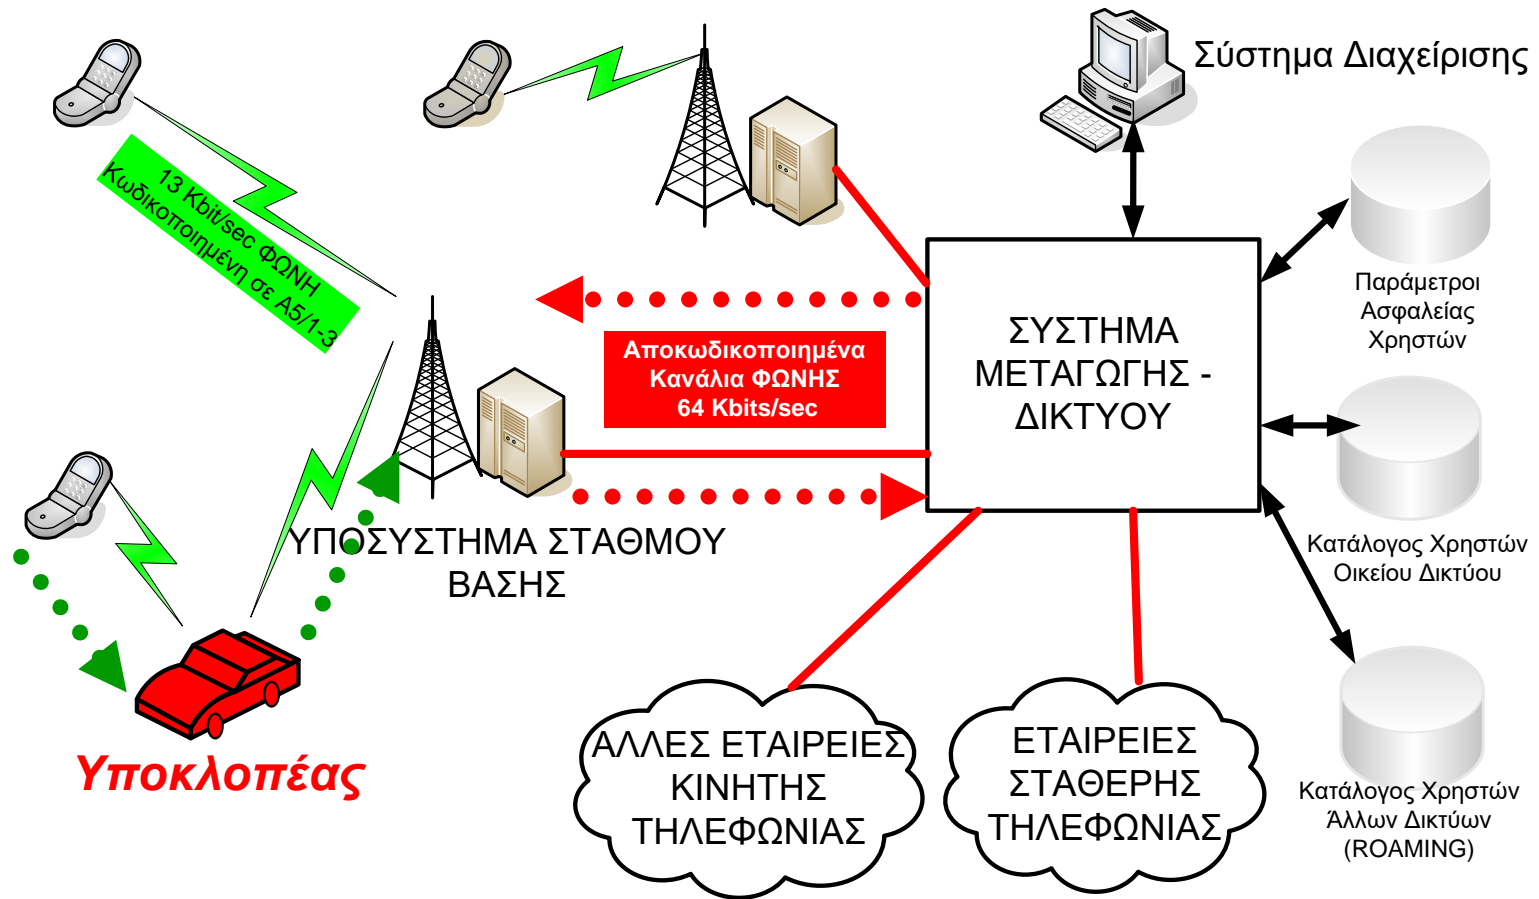 Σύστημα Διαχείρισης
13 Kbit/sec ΦΩΝΗ
Κωδικοποιημένη σε A5/1-3
Παράμετροι
Ασφαλείας
Χρηστών
Αποκωδικοποιημένα
Κανάλια ΦΩΝΗΣ
64 Kbits/sec
ΣΥΣΤΗΜΑ
ΜΕΤΑΓΩΓΗΣ -
ΔΙΚΤΥΟΥ
ΥΠΟΣΥΣΤΗΜΑ ΣΤΑΘΜΟΥ
ΒΑΣΗΣ
Κατάλογος Χρηστών
Οικείου Δικτύου
Υποκλοπέας
ΑΛΛΕΣ ΕΤΑΙΡΕΙΕΣ
ΚΙΝΗΤΗΣ
ΤΗΛΕΦΩΝΙΑΣ
ΕΤΑΙΡΕΙΕΣ
ΣΤΑΘΕΡΗΣ
ΤΗΛΕΦΩΝΙΑΣ
Κατάλογος Χρηστών
Άλλων Δικτύων
(ROAMING)